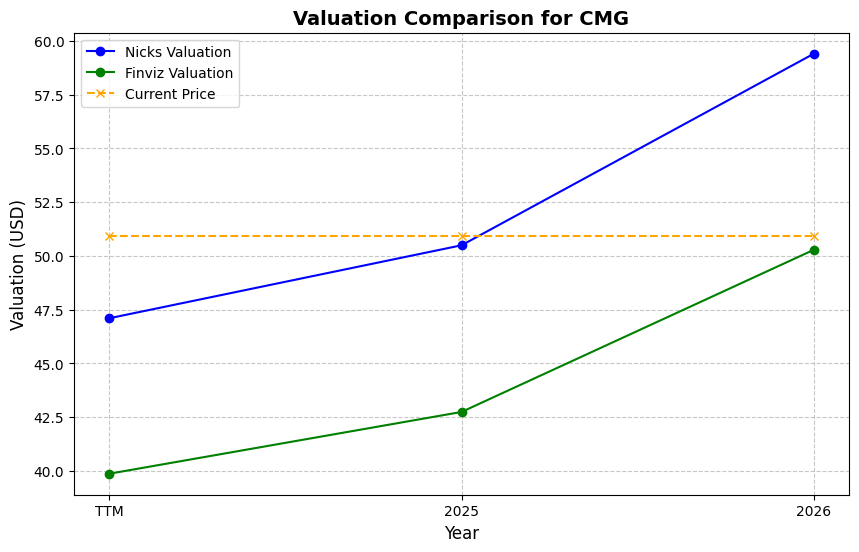 Valuation Comparison for CMG
Nicks Valuation
Finviz Valuation
Current Price
Valuation (USD)
60.0
57.5
55.0
52.5
50.0
47.5
45.0
42.5
40.0
TTM
2025
2026
Year